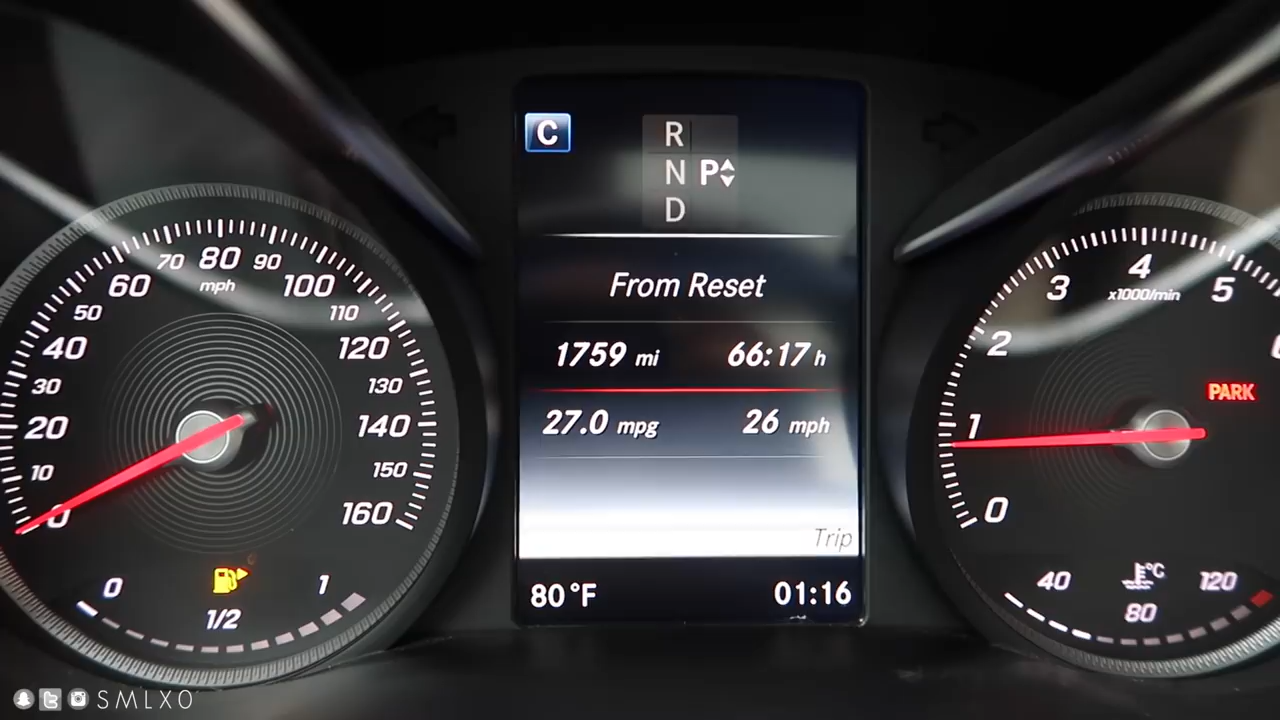 C
R
N P
D
From Reset
1759 mi 66:17 h
27.0 mpg 26 mph
Trip
80°F 01:16
0 10 20 30 40 50 60 70 80 90 100 110 120 130 140 150 160
mph
0 1/2 1
0 1 2 3 4 5
x1000/min
PARK
40 80 120
°C
SMLXO